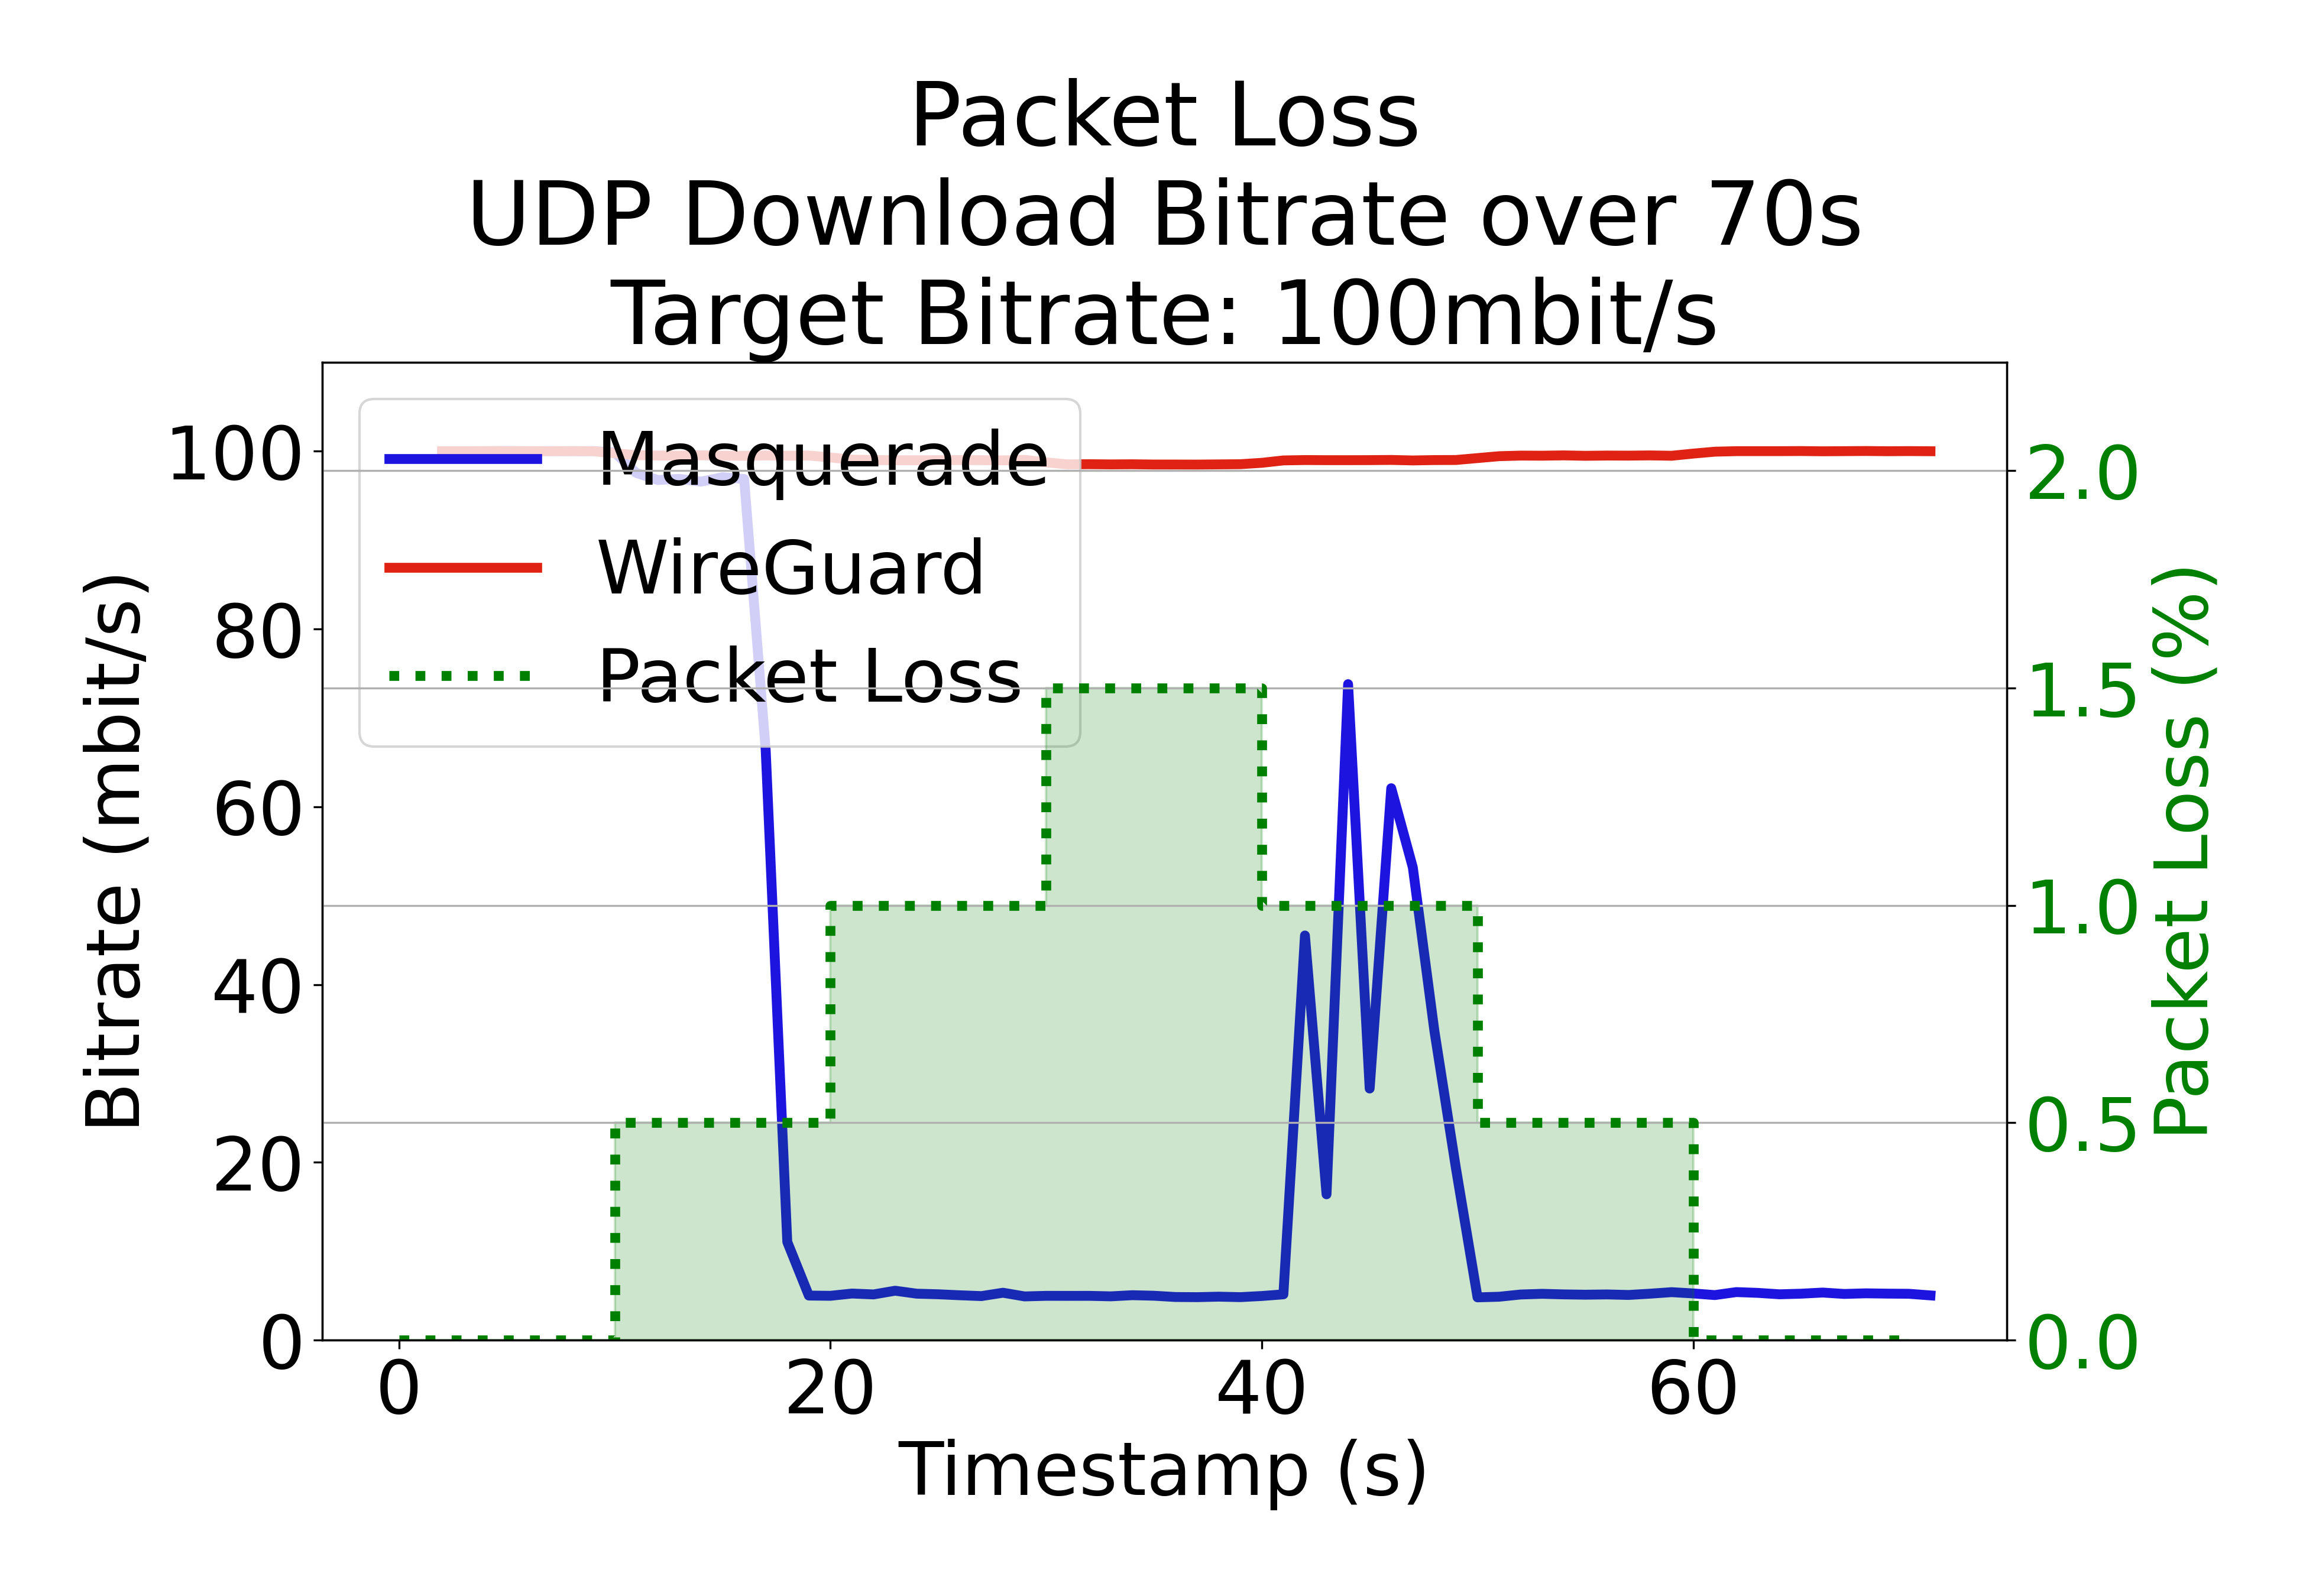 Packet Loss
UDP Download Bitrate over 70s
Target Bitrate: 100mbit/s
Masquerade
WireGuard
Packet Loss
Bitrate (mbit/s)
100
80
60
40
20
0
2.0
1.5
1.0
0.5
0.0
Packet Loss (%)
0 20 40 60
Timestamp (s)